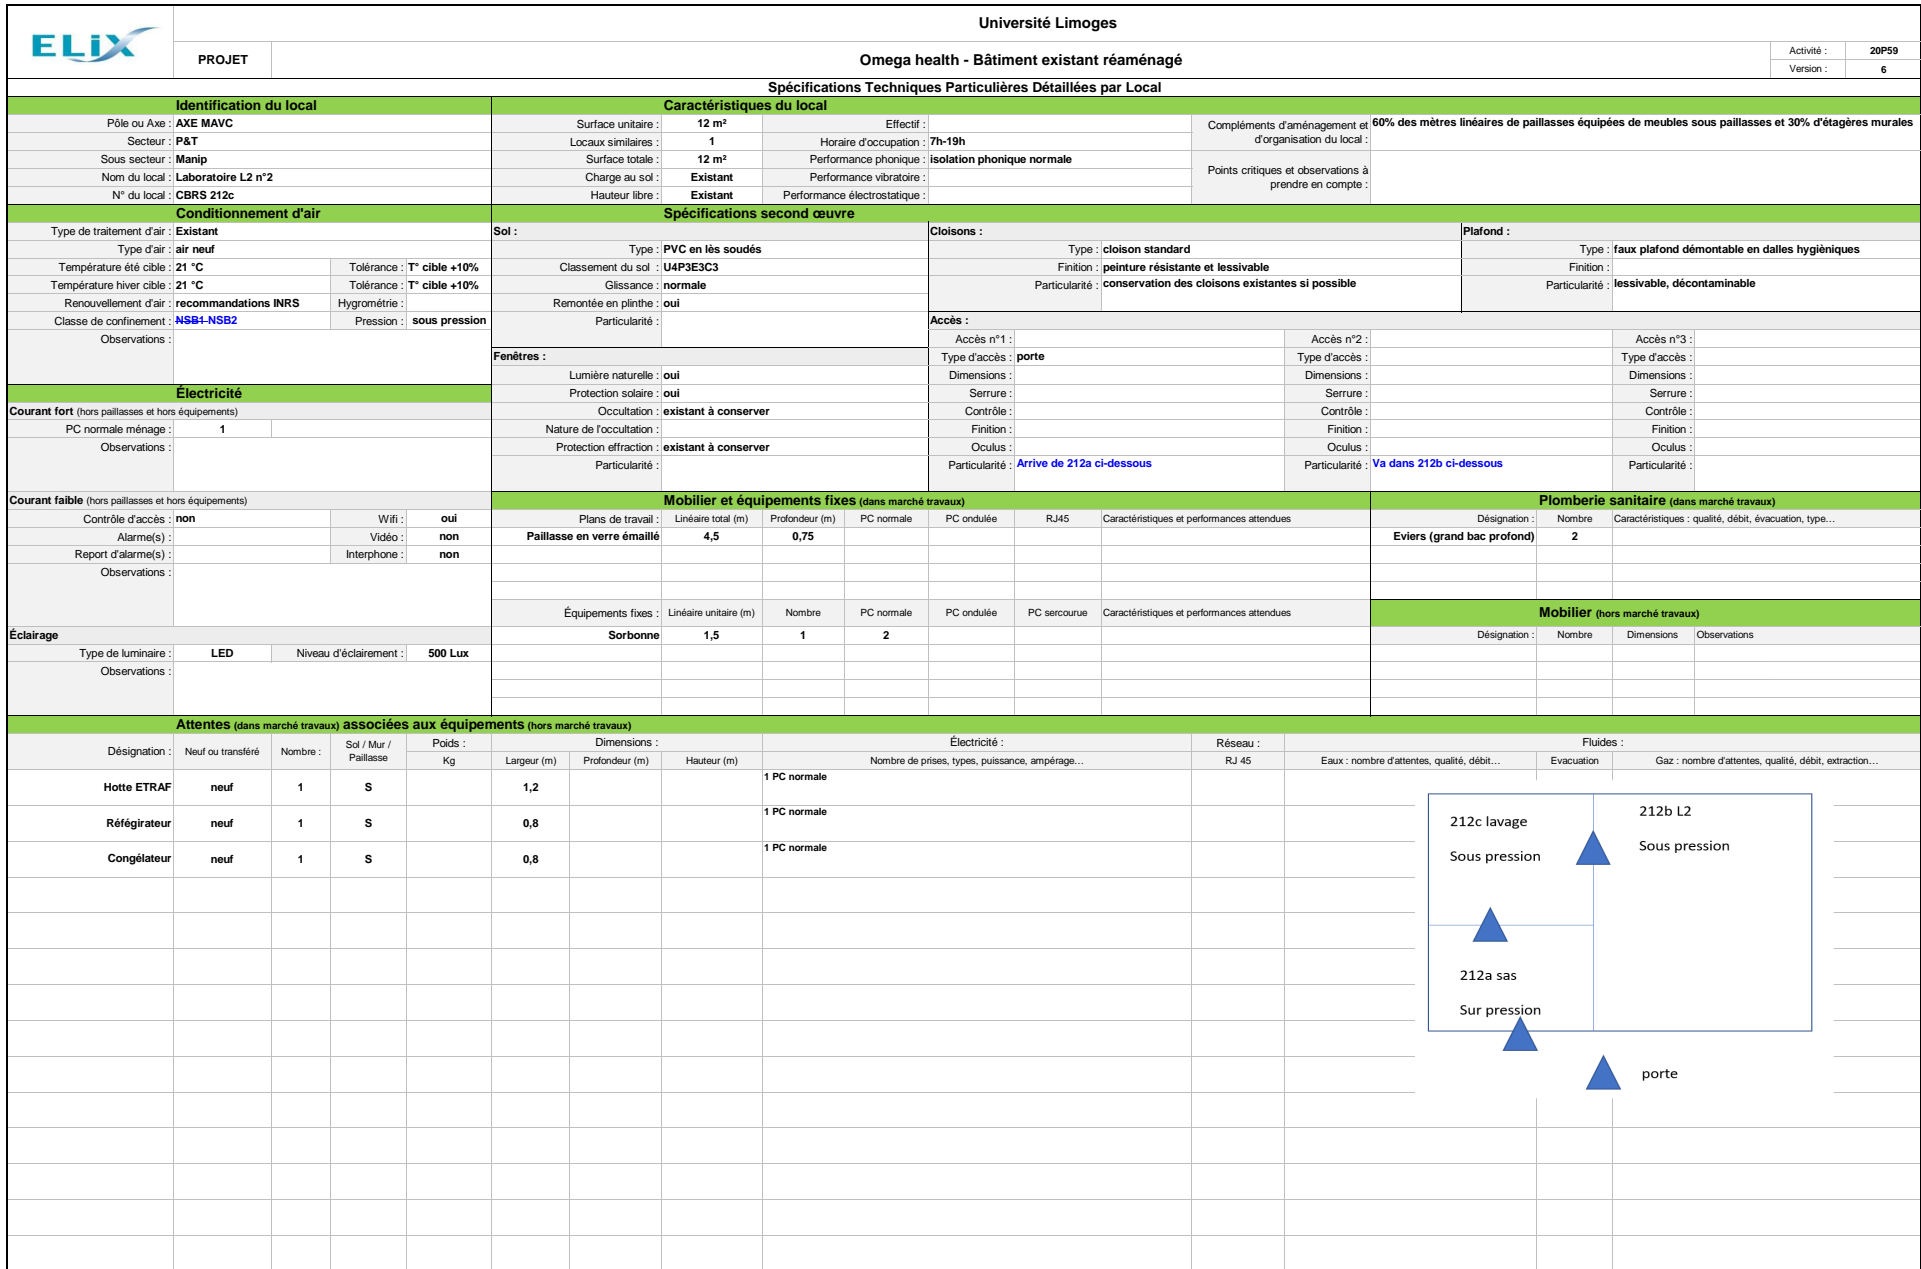 ELiX
Université Limoges
PROJET
Omega health - Bâtiment existant réaménagé
Activité : 20P59
Version : 6
Spécifications Techniques Particulières Détaillées par Local
Identification du local
Pôle ou Axe : AXE MAVC
Secteur : P&T
Sous secteur : Manip
Nom du local : Laboratoire L2 n°2
N° du local : CBRS 212c
Caractéristiques du local
Surface unitaire : 12 m² Effectif :
Locaux similaires : 1 Horaire d'occupation : 7h-19h
Surface totale : 12 m² Performance phonique : isolation phonique normale
Charge au sol : Existant Performance vibratoire :
Hauteur libre : Existant Performance électrostatique :
Compléments d'aménagement et d'organisation du local : 60% des mètres linéaires de paillasses équipées de meubles sous paillasses et 30% d'étagères murales
Points critiques et observations à prendre en compte :
Conditionnement d'air
Type de traitement d'air : Existant
Type d'air : air neuf
Température été cible : 21 °C Tolérance : T° cible +10%
Température hiver cible : 21 °C Tolérance : T° cible +10%
Renouvellement d'air : recommandations INRS Hygrométrie :
Classe de confinement : NSB1 NSB2 Pression : sous pression
Observations :
Spécifications second œuvre
Sol :
Type : PVC en lès soudés
Classement du sol : U4P3E3C3
Glissance : normale
Remontée en plinthe : oui
Particularité :
Cloisons :
Type : cloison standard
Finition : peinture résistante et lessivable
Particularité : conservation des cloisons existantes si possible
Plafond :
Type : faux plafond démontable en dalles hygièniques
Finition :
Particularité : lessivable, décontaminable
Fenêtres :
Lumière naturelle : oui
Protection solaire : oui
Occultation : existant à conserver
Nature de l'occultation :
Protection effraction : existant à conserver
Particularité :
Accès :
Accès n°1 : Accès n°2 : Accès n°3 :
Type d'accès : porte Type d'accès : Type d'accès :
Dimensions : Dimensions : Dimensions :
Serrure : Serrure : Serrure :
Contrôle : Contrôle : Contrôle :
Finition : Finition : Finition :
Oculus : Oculus : Oculus :
Particularité : Arrive de 212a ci-dessous Particularité : Va dans 212b ci-dessous Particularité :
Électricité
Courant fort (hors paillasses et hors équipements)
PC normale ménage : 1
Observations :
Courant faible (hors paillasses et hors équipements)
Contrôle d'accès : non Wifi : oui
Alarme(s) : Vidéo : non
Report d'alarme(s) : Interphone : non
Observations :
Éclairage
Type de luminaire : LED Niveau d'éclairement : 500 Lux
Observations :
Mobilier et équipements fixes (dans marché travaux)
Plans de travail : Linéaire total (m) Profondeur (m) PC normale PC ondulée RJ45 Caractéristiques et performances attendues
Paillasse en verre émaillé 4,5 0,75
Équipements fixes : Linéaire unitaire (m) Nombre PC normale PC ondulée PC sercourue Caractéristiques et performances attendues
Sorbonne 1,5 1 2
Plomberie sanitaire (dans marché travaux)
Désignation : Nombre Caractéristiques : qualité, débit, évacuation, type...
Eviers (grand bac profond) 2
Mobilier (hors marché travaux)
Désignation : Nombre Dimensions Observations
Attentes (dans marché travaux) associées aux équipements (hors marché travaux)
Désignation : Neuf ou transféré Nombre : Sol / Mur / Paillasse Poids : Dimensions : Électricité : Réseau : Fluides :
Kg Largeur (m) Profondeur (m) Hauteur (m) Nombre de prises, types, puissance, ampérage... RJ 45 Eaux : nombre d'attentes, qualité, débit... Evacuation Gaz : nombre d'attentes, qualité, débit, extraction...
Hotte ETRAF neuf 1 S 1,2 1 PC normale
Réfégirateur neuf 1 S 0,8 1 PC normale
Congélateur neuf 1 S 0,8 1 PC normale
212c lavage
Sous pression
212b L2
Sous pression
212a sas
Sur pression
porte